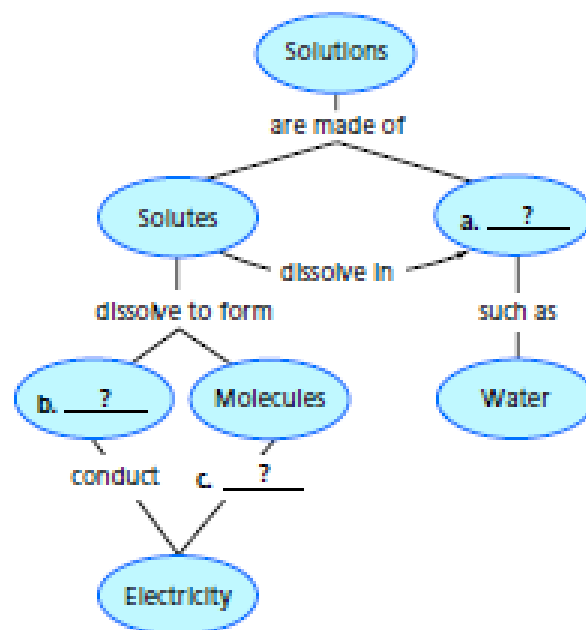 Solutions
are made of
Solutes
a. ?
dissolve in
dissolve to form
such as
b. ?
Molecules
Water
conduct
c. ?
Electricity